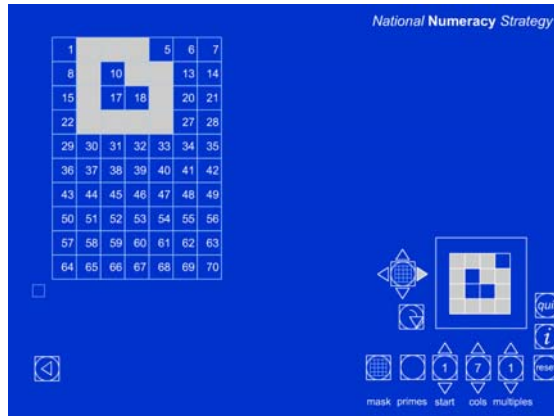 National Numeracy Strategy
1 5 6 7
8 10 13 14
15 17 18 20 21
22 27 28
29 30 31 32 33 34 35
36 37 38 39 40 41 42
43 44 45 46 47 48 49
50 51 52 53 54 55 56
57 58 59 60 61 62 63
64 65 66 67 68 69 70
qui
i
1 7 1 rese
mask primes start cols multiples